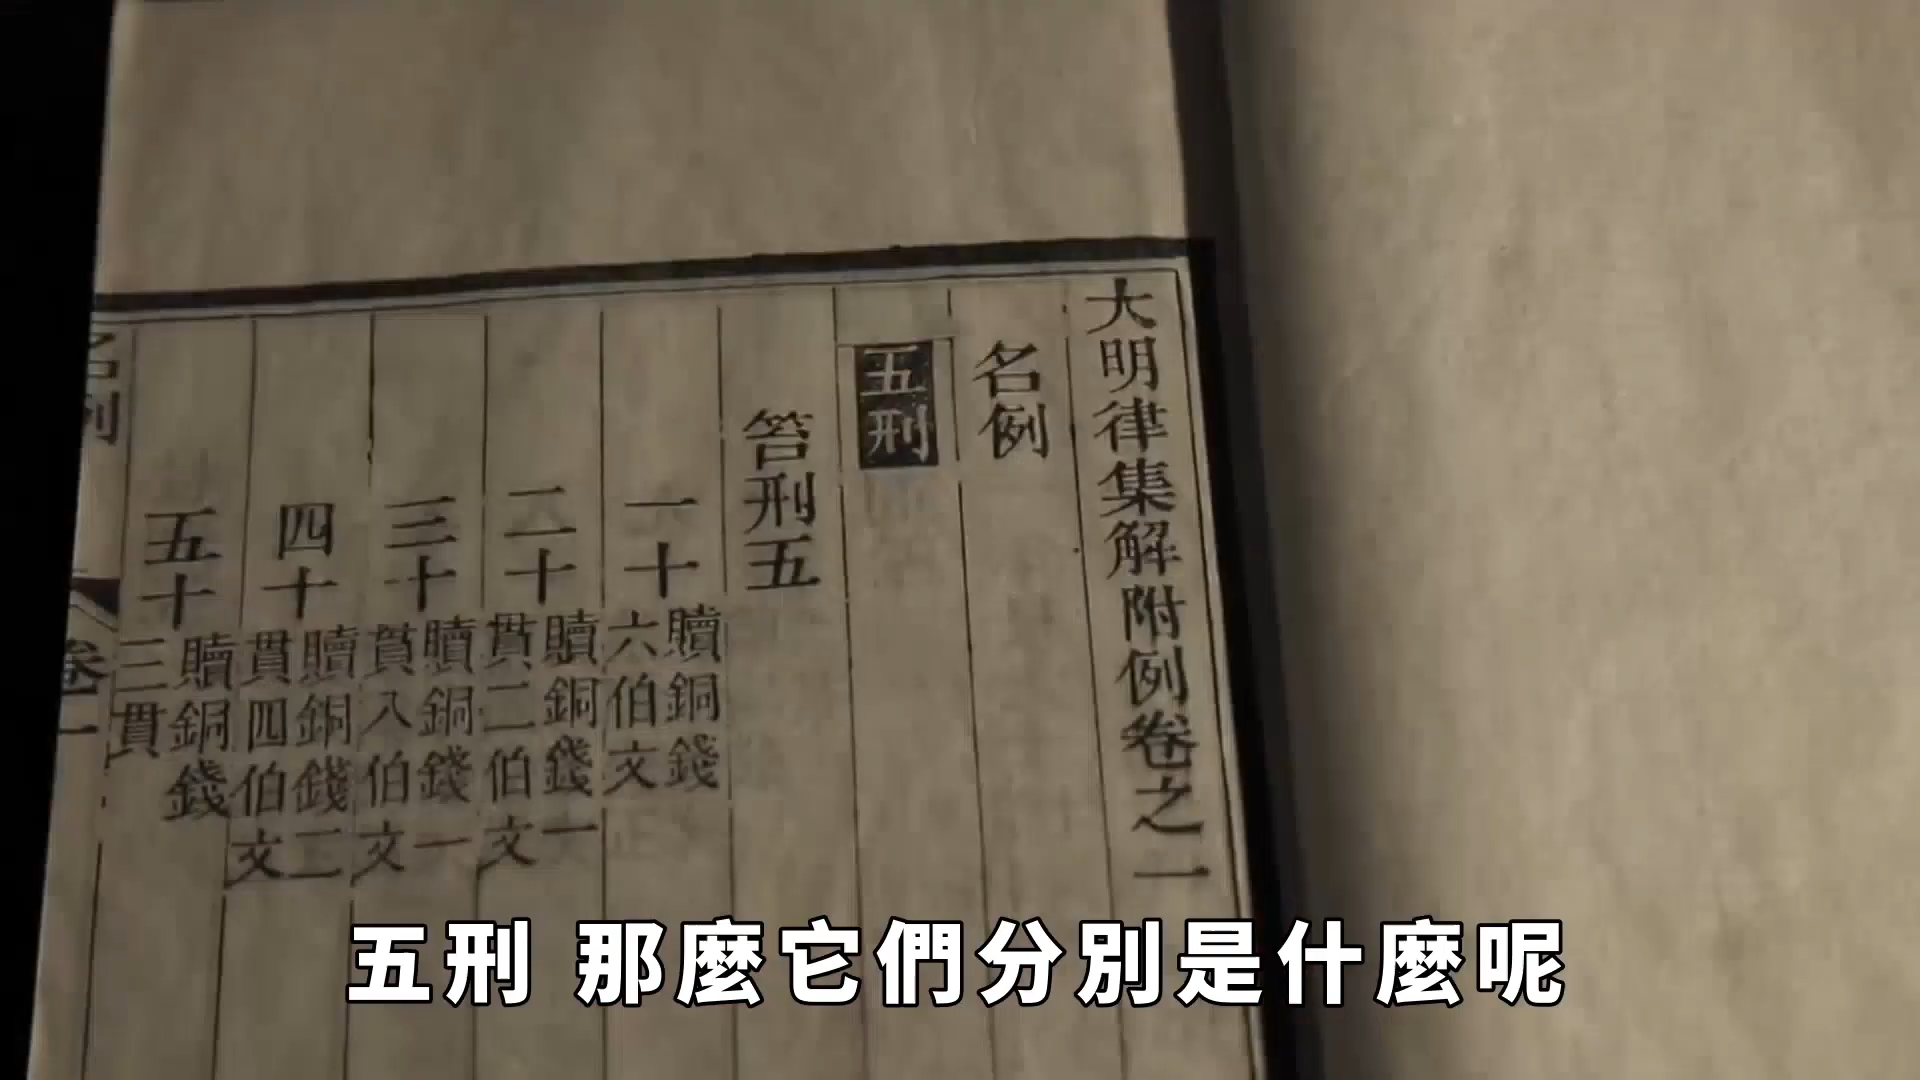 大明律集解附例卷之一
名例
五刑
笞刑五
一十 贖銅錢六伯文
二十 贖銅錢一貫二伯文
三十 贖銅錢一貫八伯文
四十 贖銅錢二貫四伯文
五十 贖銅錢三貫
名例 卷一
五刑 那麼它們分別是什麼呢